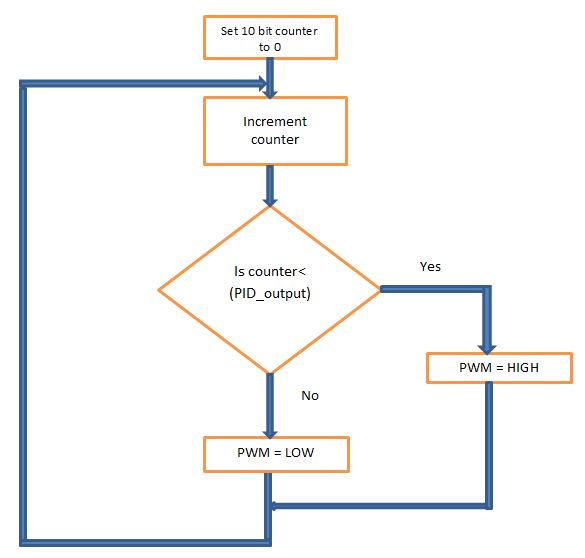 Set 10 bit counter
to 0
Increment
counter
Is counter<
(PID_output)
Yes
PWM = HIGH
No
PWM = LOW